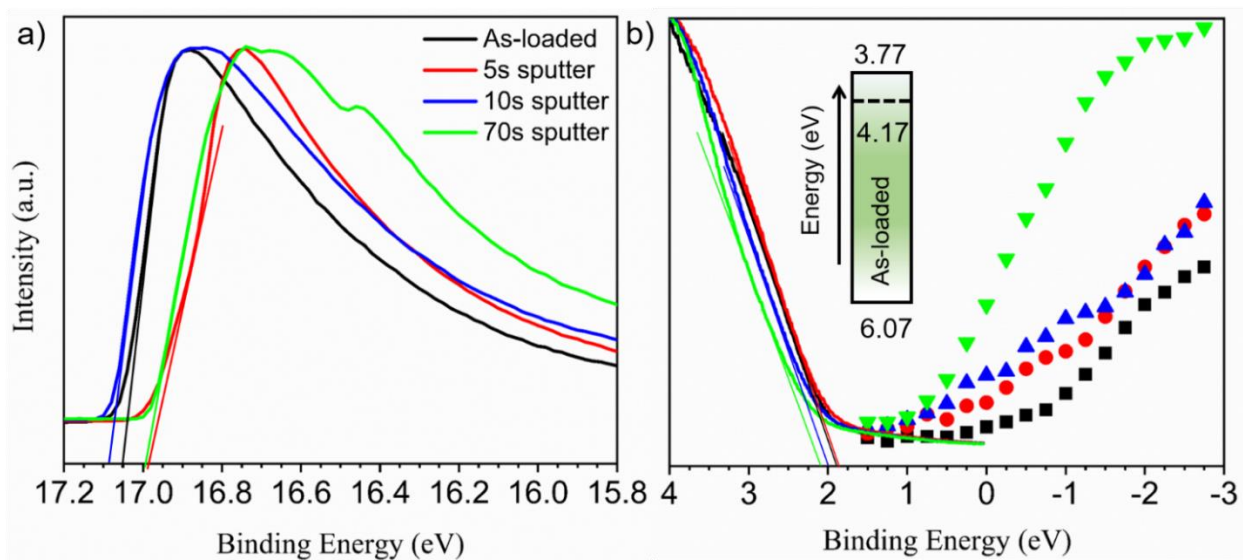 a)
As-loaded
5s sputter
10s sputter
70s sputter
Intensity (a.u.)
17.2 17.0 16.8 16.6 16.4 16.2 16.0 15.8
Binding Energy (eV)
b)
3.77
4.17
As-loaded
Energy (eV)
6.07
4 3 2 1 0 -1 -2 -3
Binding Energy (eV)